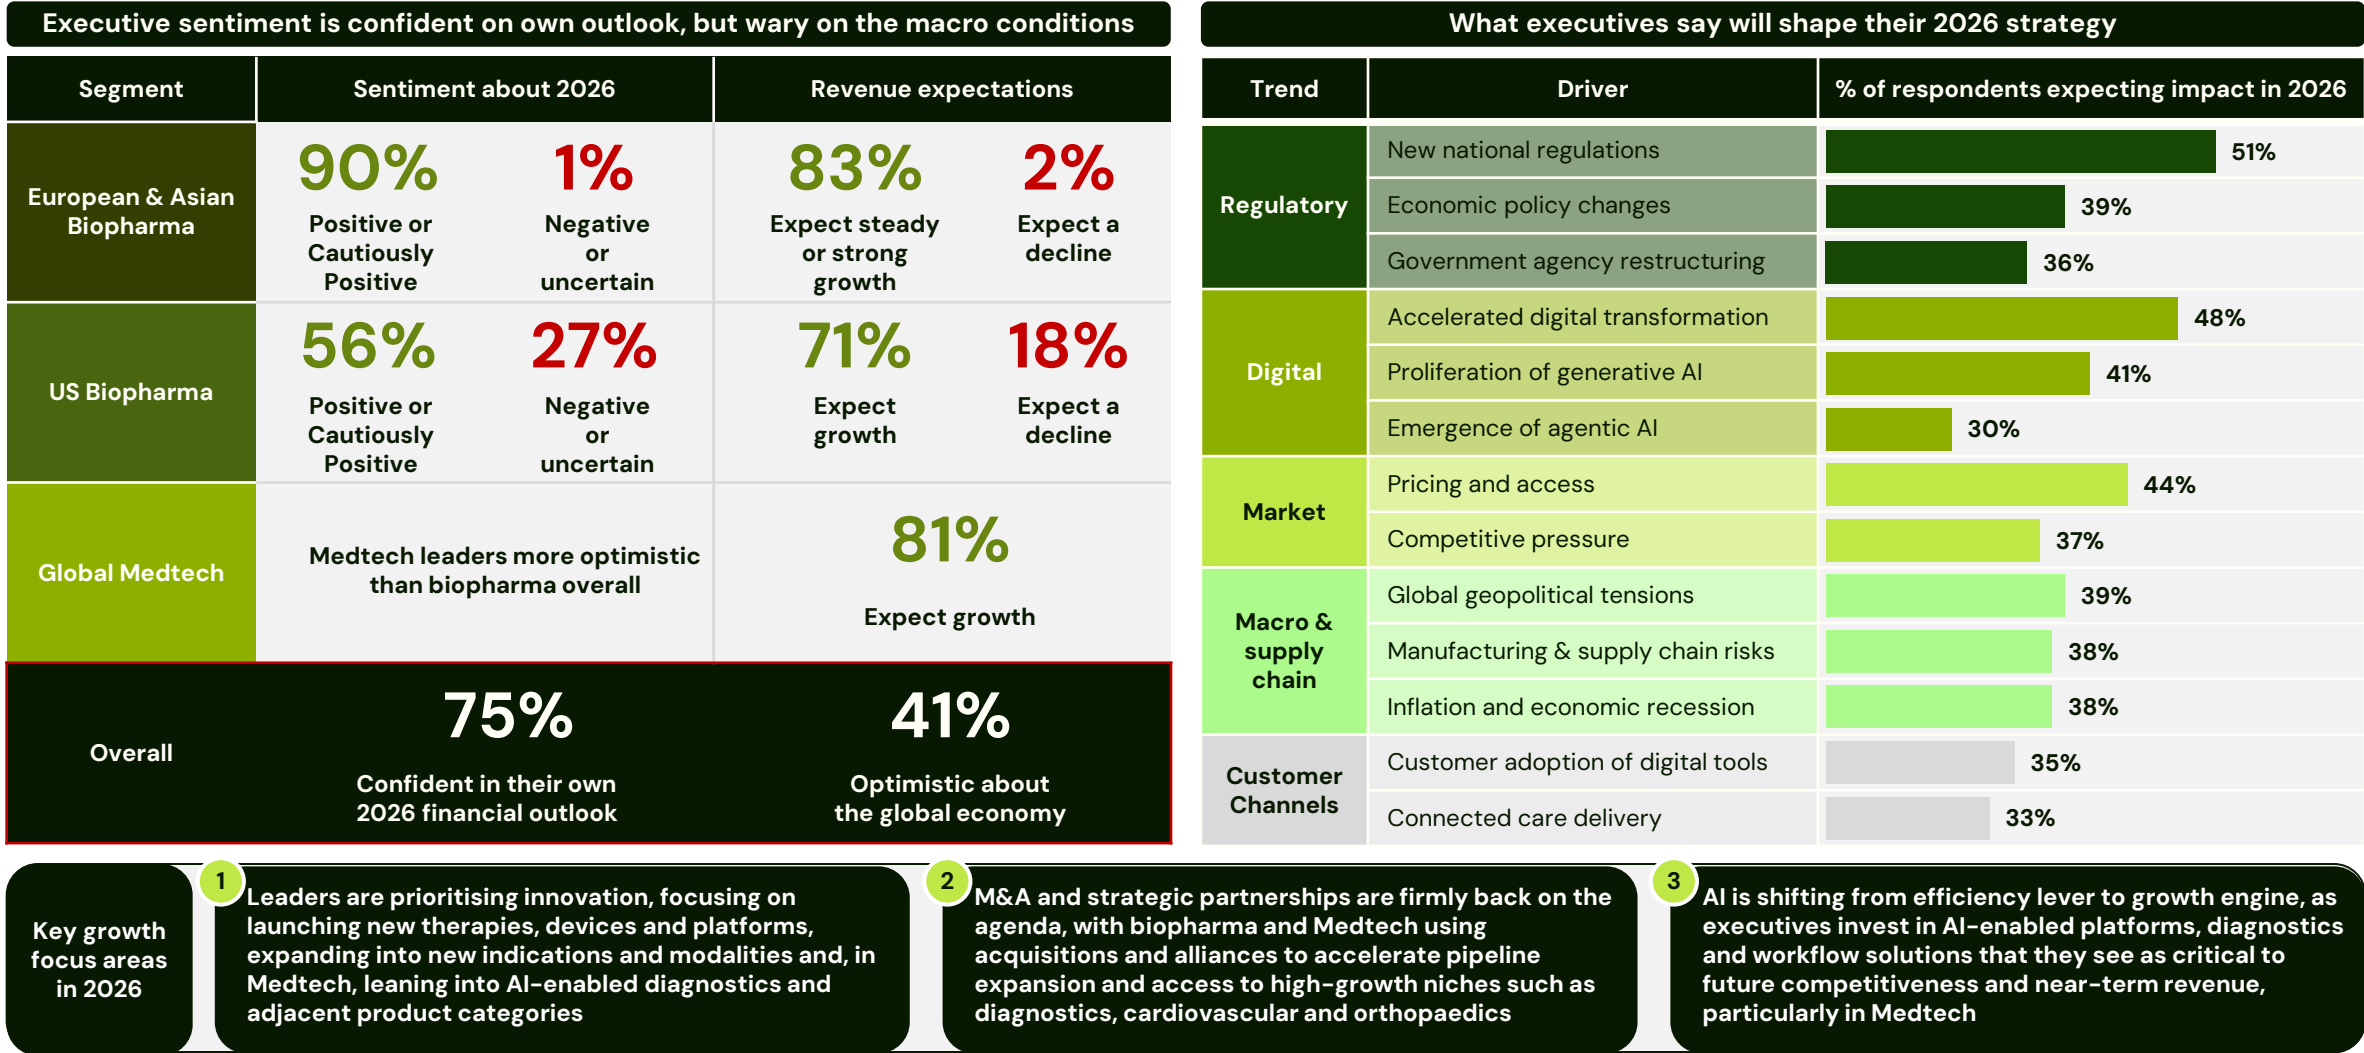 Executive sentiment is confident on own outlook, but wary on the macro conditions
Segment
Sentiment about 2026
Revenue expectations
European & Asian
Biopharma
90%
Positive or
Cautiously
Positive
1%
Negative
or
uncertain
83%
Expect steady
or strong
growth
2%
Expect a
decline
US Biopharma
56%
Positive or
Cautiously
Positive
27%
Negative
or
uncertain
71%
Expect
growth
18%
Expect a
decline
Global Medtech
Medtech leaders more optimistic
than biopharma overall
81%
Expect growth
Overall
75%
Confident in their own
2026 financial outlook
41%
Optimistic about
the global economy
What executives say will shape their 2026 strategy
Trend
Driver
% of respondents expecting impact in 2026
Regulatory
New national regulations
51%
Economic policy changes
39%
Government agency restructuring
36%
Digital
Accelerated digital transformation
48%
Proliferation of generative AI
41%
Emergence of agentic AI
30%
Market
Pricing and access
44%
Competitive pressure
37%
Macro &
supply
chain
Global geopolitical tensions
39%
Manufacturing & supply chain risks
38%
Inflation and economic recession
38%
Customer
Channels
Customer adoption of digital tools
35%
Connected care delivery
33%
Key growth
focus areas
in 2026
1
Leaders are prioritising innovation, focusing on
launching new therapies, devices and platforms,
expanding into new indications and modalities and, in
Medtech, leaning into AI-enabled diagnostics and
adjacent product categories
2
M&A and strategic partnerships are firmly back on the
agenda, with biopharma and Medtech using
acquisitions and alliances to accelerate pipeline
expansion and access to high-growth niches such as
diagnostics, cardiovascular and orthopaedics
3
AI is shifting from efficiency lever to growth engine, as
executives invest in AI-enabled platforms, diagnostics
and workflow solutions that they see as critical to
future competitiveness and near-term revenue,
particularly in Medtech